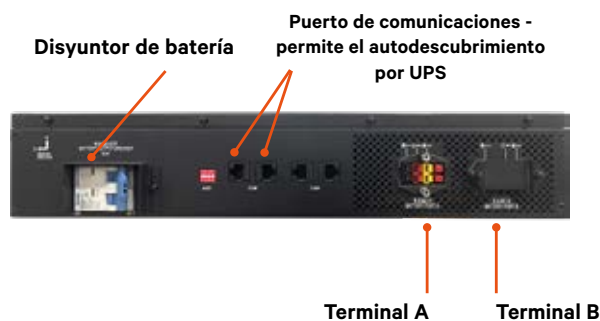 Disyuntor de batería
Puerto de comunicaciones -
permite el autodescubrimiento
por UPS
Terminal A
Terminal B